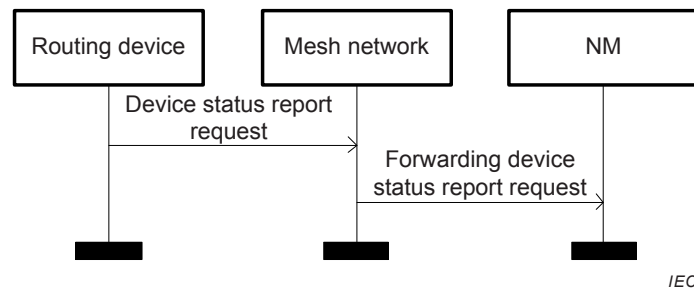 Routing device
Mesh network
NM
Device status report
request
Forwarding device
status report request
IEC